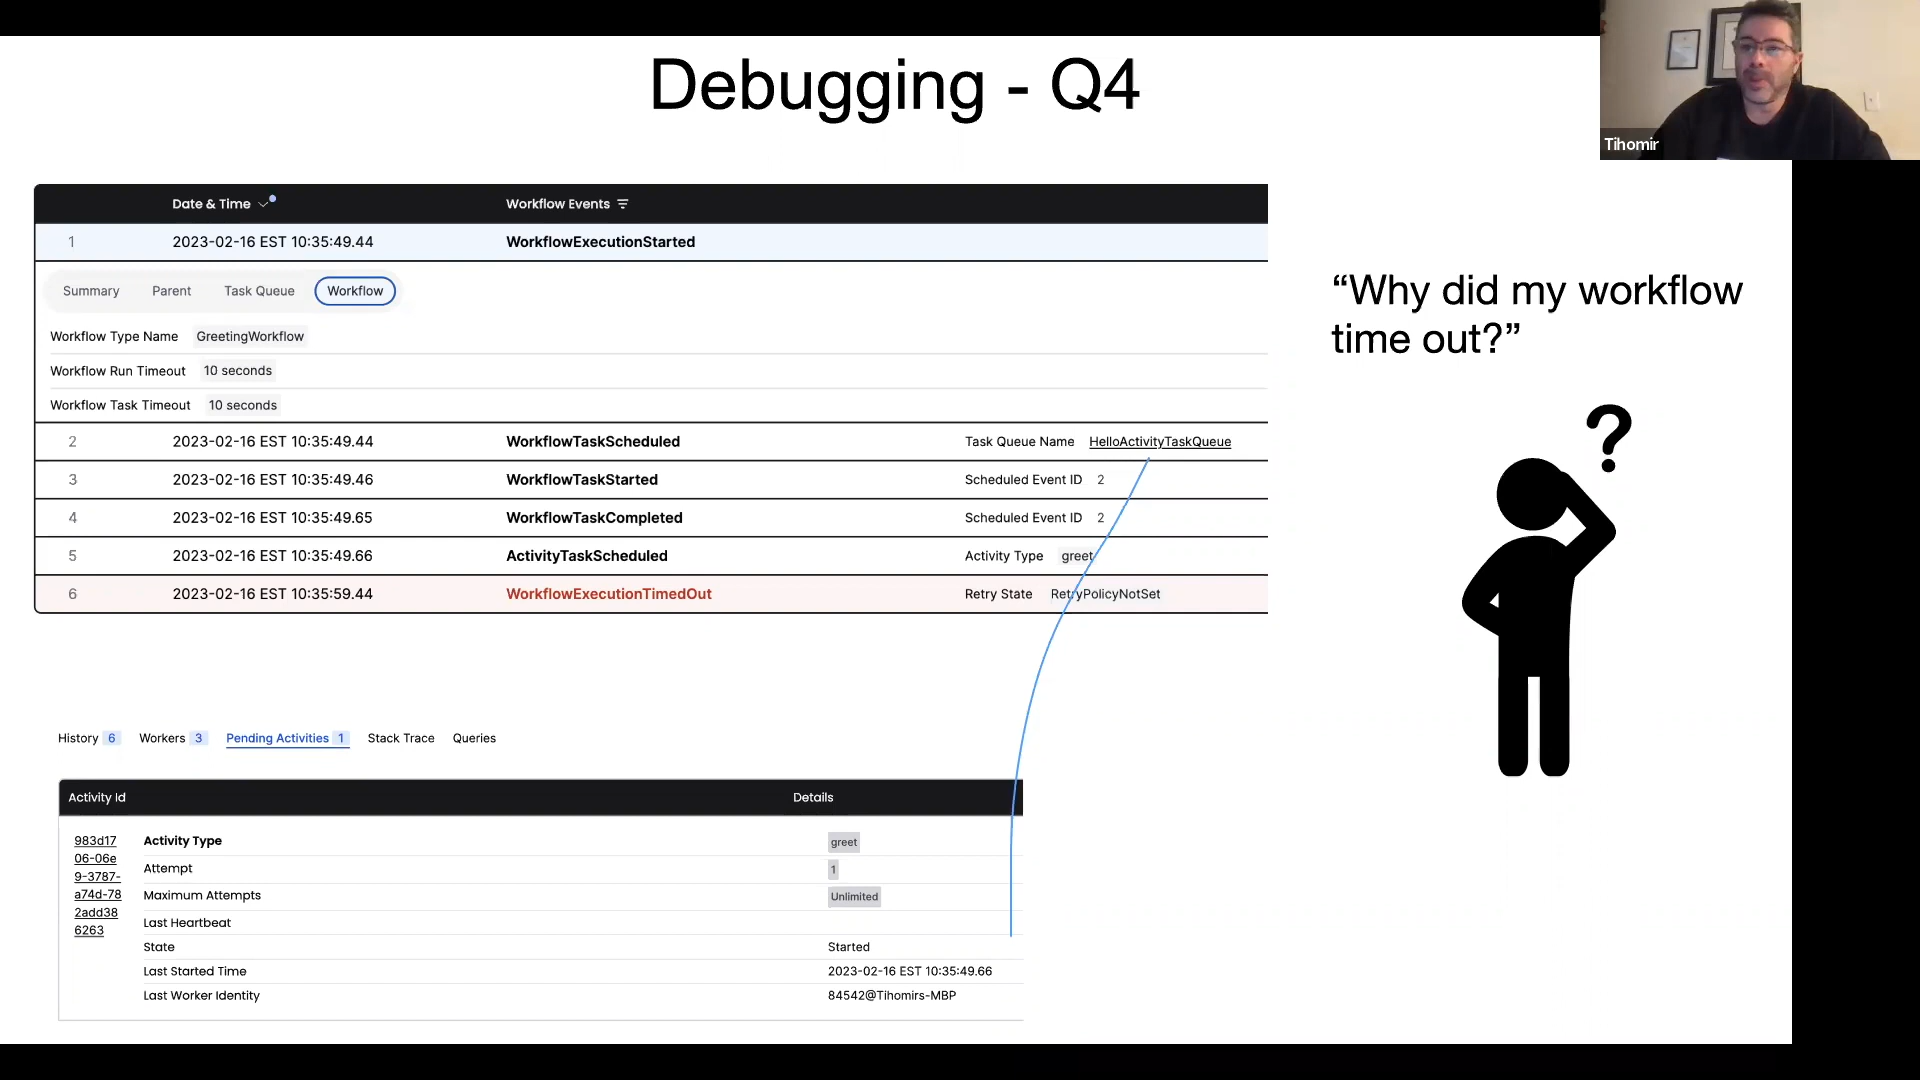 Debugging - Q4
Tihomir
Date & Time Workflow Events
1 2023-02-16 EST 10:35:49.44 WorkflowExecutionStarted
Summary Parent Task Queue Workflow
Workflow Type Name GreetingWorkflow
Workflow Run Timeout 10 seconds
Workflow Task Timeout 10 seconds
2 2023-02-16 EST 10:35:49.44 WorkflowTaskScheduled Task Queue Name HelloActivityTaskQueue
3 2023-02-16 EST 10:35:49.46 WorkflowTaskStarted Scheduled Event ID 2
4 2023-02-16 EST 10:35:49.65 WorkflowTaskCompleted Scheduled Event ID 2
5 2023-02-16 EST 10:35:49.66 ActivityTaskScheduled Activity Type greet
6 2023-02-16 EST 10:35:59.44 WorkflowExecutionTimedOut Retry State RetryPolicyNotSet
“Why did my workflow
time out?”
?
History 6 Workers 3 Pending Activities 1 Stack Trace Queries
Activity Id Details
983d17
06-06e
9-3787-
a74d-78
2add38
6263
Activity Type greet
Attempt 1
Maximum Attempts Unlimited
Last Heartbeat
State Started
Last Started Time 2023-02-16 EST 10:35:49.66
Last Worker Identity 84542@Tihomirs-MBP